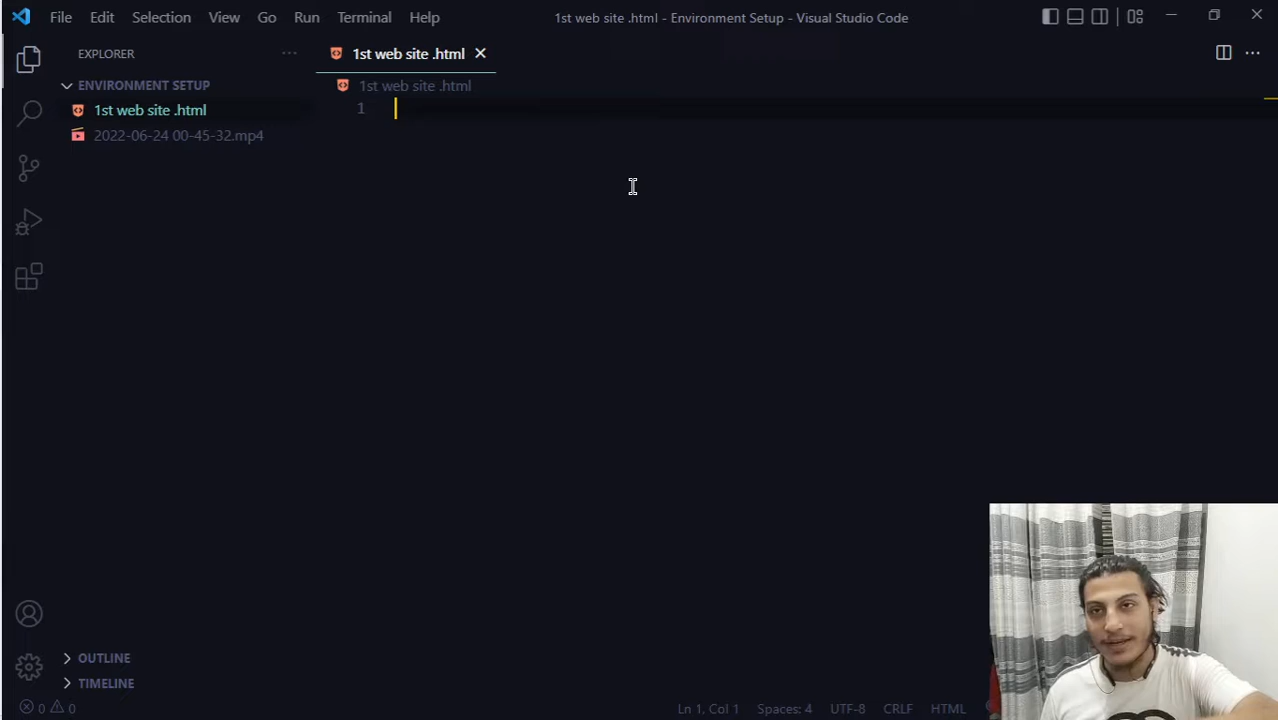 File Edit Selection View Go Run Terminal Help
1st web site .html - Environment Setup - Visual Studio Code
EXPLORER
ENVIRONMENT SETUP
1st web site .html
2022-06-24 00-45-32.mp4
OUTLINE
TIMELINE
1st web site .html
1st web site .html
1
0 0
Ln 1, Col 1 Spaces: 4 UTF-8 CRLF HTML